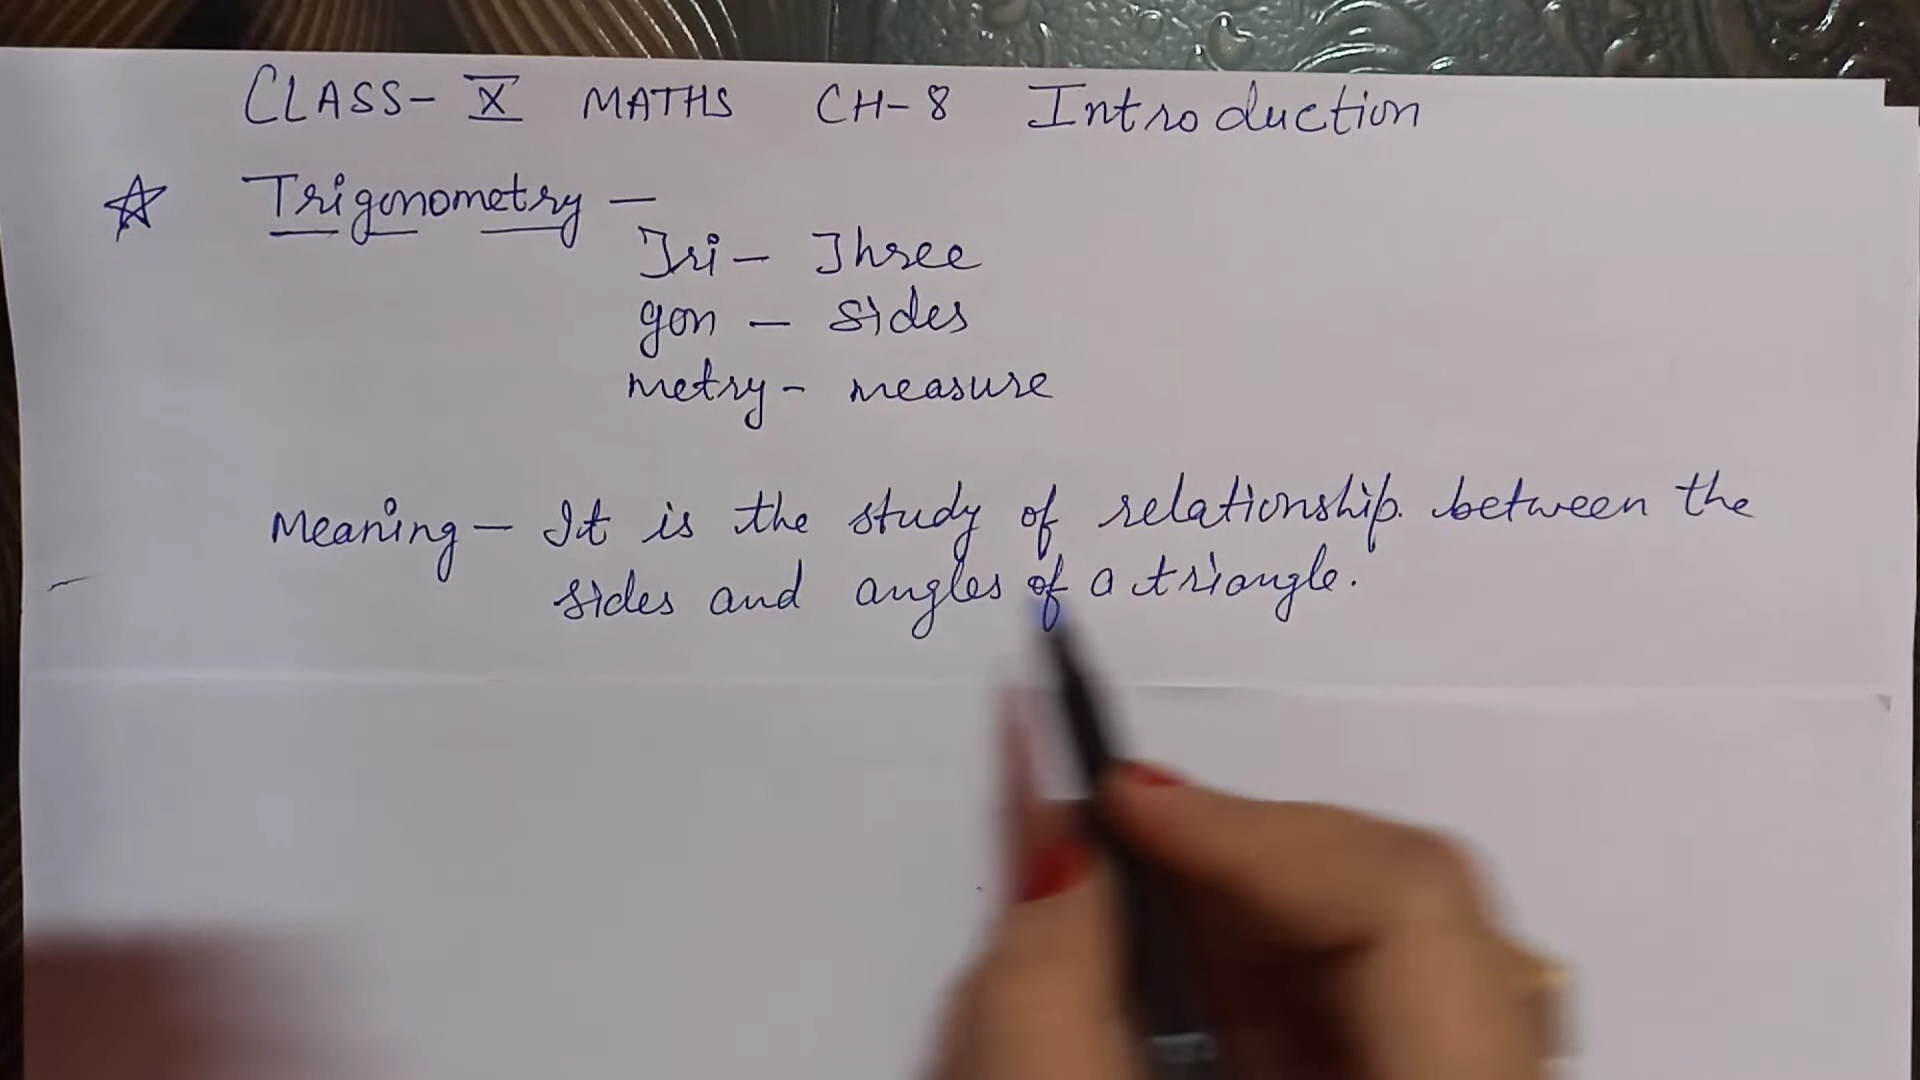 CLASS- X MATHS CH-8 Introduction
Trigonometry —
Tri — Three
gon — sides
metry - measure
Meaning — It is the study of relationship between the
sides and angles of a triangle.